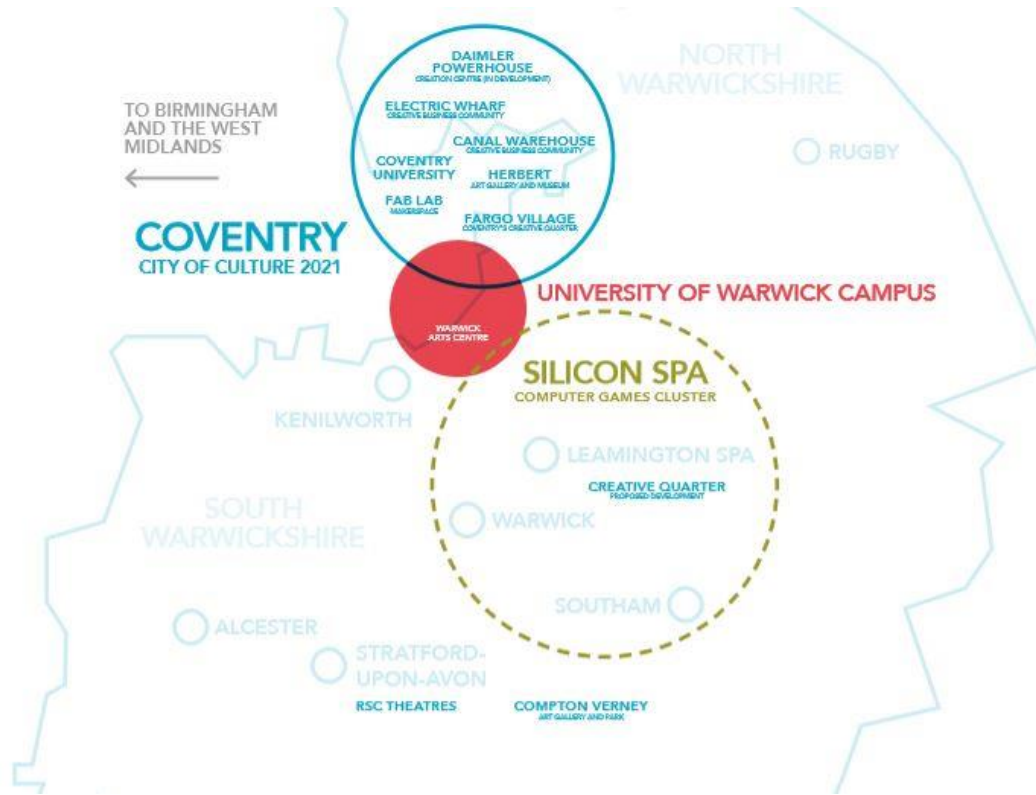 DAIMLER
POWERHOUSE
CREATION CENTRE (IN DEVELOPMENT)
NORTH
WARWICKSHIRE
TO BIRMINGHAM
AND THE WEST
MIDLANDS
ELECTRIC WHARF
CREATIVE BUSINESS COMMUNITY
CANAL WAREHOUSE
CREATIVE BUSINESS COMMUNITY
RUGBY
COVENTRY
UNIVERSITY
HERBERT
ART GALLERY AND MUSEUM
FAB LAB
MAKERSPACE
FARGO VILLAGE
COVENTRY'S CREATIVE QUARTER
COVENTRY
CITY OF CULTURE 2021
UNIVERSITY OF WARWICK CAMPUS
WARWICK
ARTS CENTRE
SILICON SPA
COMPUTER GAMES CLUSTER
KENILWORTH
LEAMINGTON SPA
CREATIVE QUARTER
PROPOSED DEVELOPMENT
SOUTH
WARWICKSHIRE
WARWICK
SOUTHAM
ALCESTER
STRATFORD-
UPON-AVON
RSC THEATRES
COMPTON VERNEY
ART GALLERY AND PARK